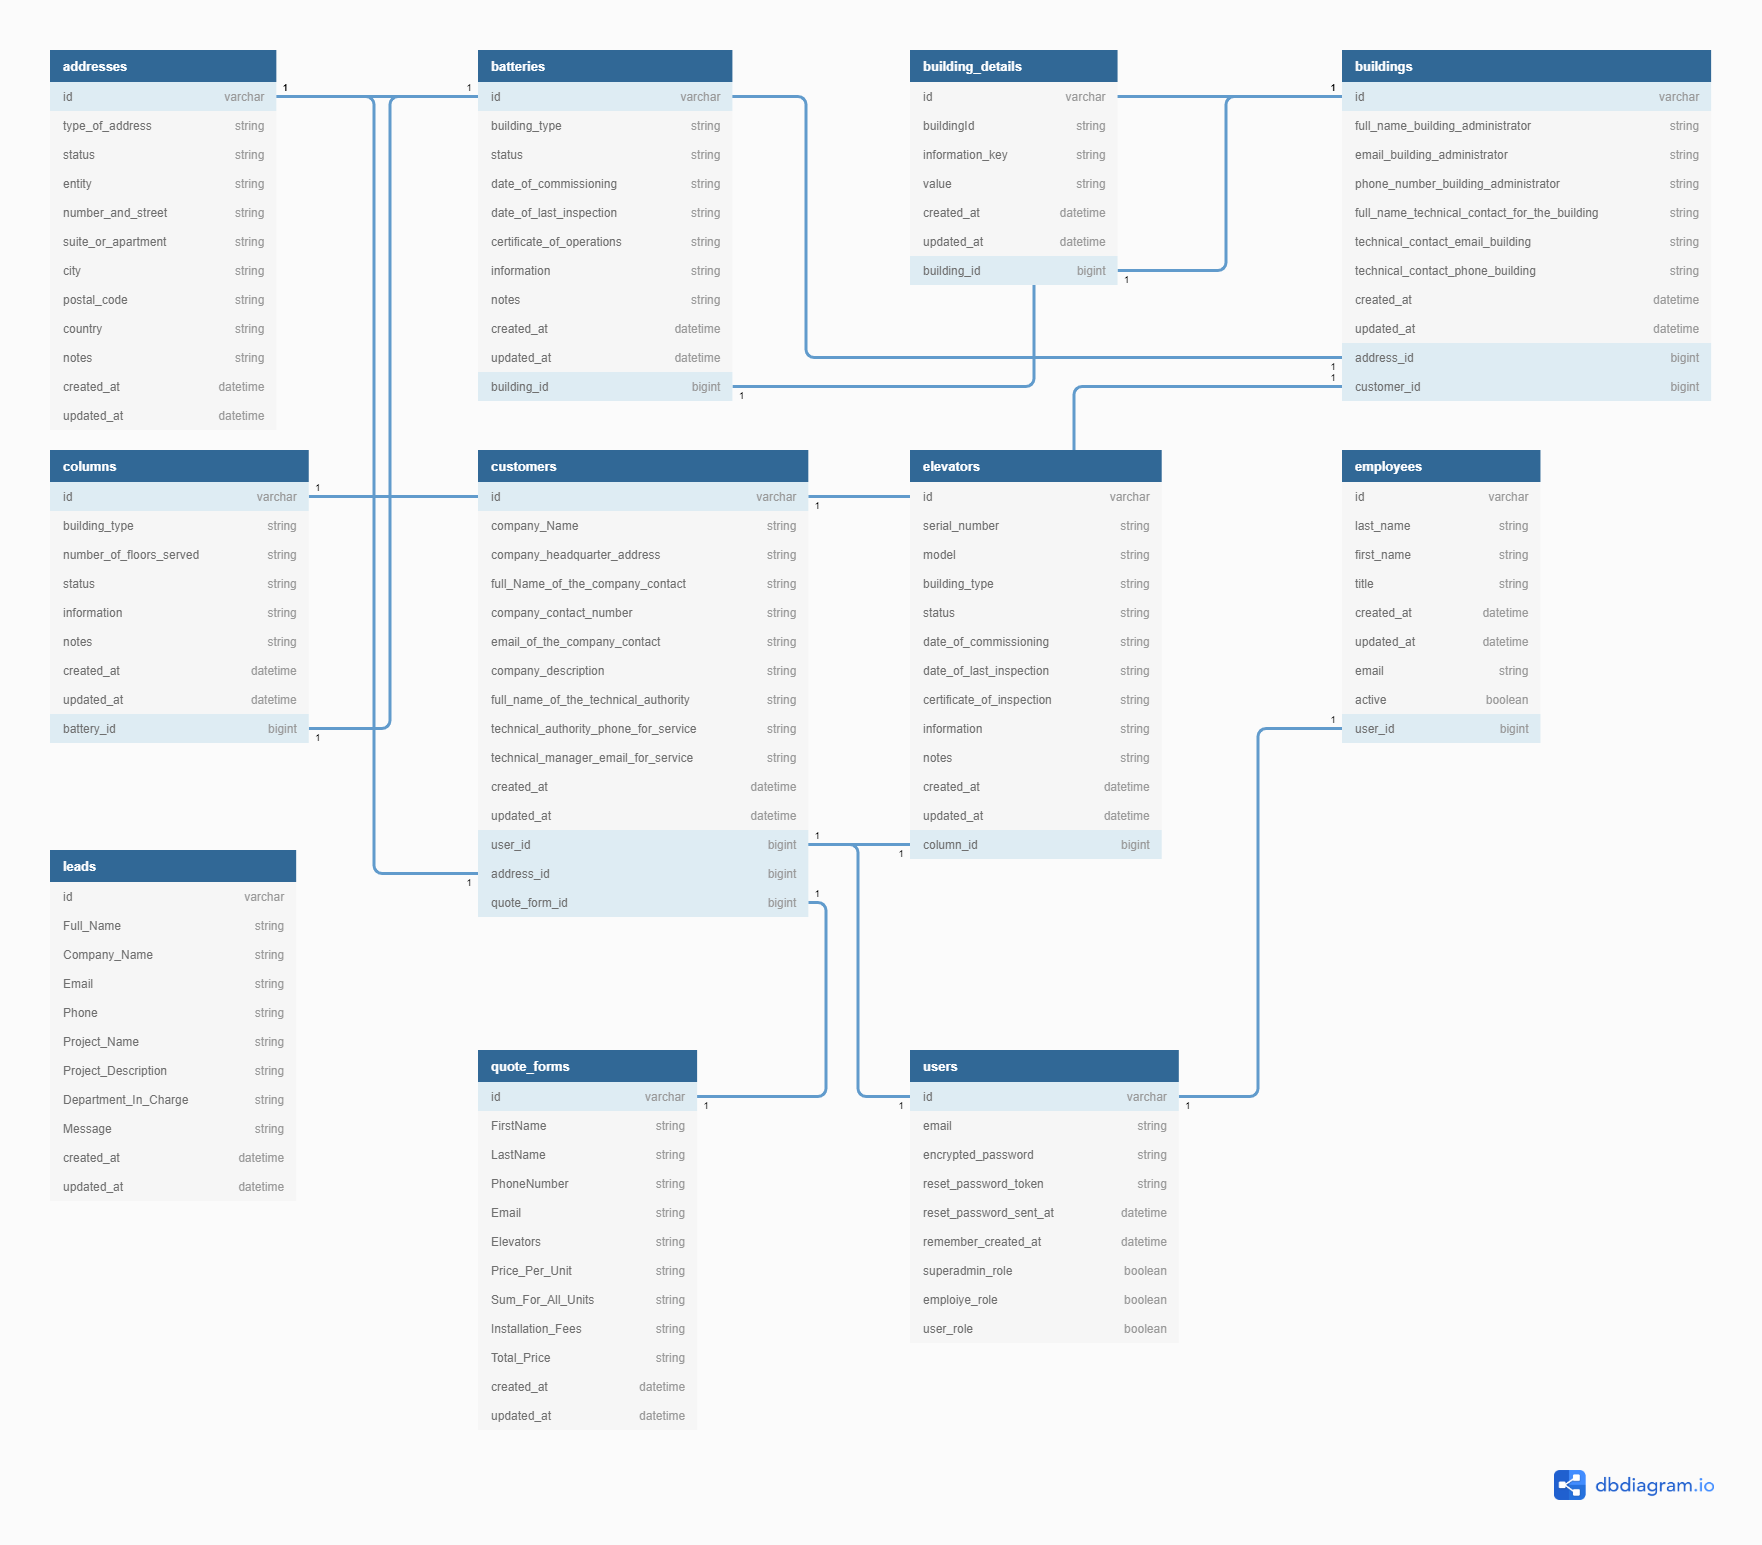 addresses
id varchar
type_of_address string
status string
entity string
number_and_street string
suite_or_apartment string
city string
postal_code string
country string
notes string
created_at datetime
updated_at datetime
1
batteries
id varchar
building_type string
status string
date_of_commissioning string
date_of_last_inspection string
certificate_of_operations string
information string
notes string
created_at datetime
updated_at datetime
building_id bigint
1
1
building_details
id varchar
buildingId string
information_key string
value string
created_at datetime
updated_at datetime
building_id bigint
1
buildings
id varchar
full_name_building_administrator string
email_building_administrator string
phone_number_building_administrator string
full_name_technical_contact_for_the_building string
technical_contact_email_building string
technical_contact_phone_building string
created_at datetime
updated_at datetime
address_id bigint
customer_id bigint
1
1
1
columns
id varchar
building_type string
number_of_floors_served string
status string
information string
notes string
created_at datetime
updated_at datetime
battery_id bigint
1
1
customers
id varchar
company_Name string
company_headquarter_address string
full_Name_of_the_company_contact string
company_contact_number string
email_of_the_company_contact string
company_description string
full_name_of_the_technical_authority string
technical_authority_phone_for_service string
technical_manager_email_for_service string
created_at datetime
updated_at datetime
user_id bigint
address_id bigint
quote_form_id bigint
1
1
1
1
elevators
id varchar
serial_number string
model string
building_type string
status string
date_of_commissioning string
date_of_last_inspection string
certificate_of_inspection string
information string
notes string
created_at datetime
updated_at datetime
column_id bigint
1
employees
id varchar
last_name string
first_name string
title string
created_at datetime
updated_at datetime
email string
active boolean
user_id bigint
1
leads
id varchar
Full_Name string
Company_Name string
Email string
Phone string
Project_Name string
Project_Description string
Department_In_Charge string
Message string
created_at datetime
updated_at datetime
quote_forms
id varchar
FirstName string
LastName string
PhoneNumber string
Email string
Elevators string
Price_Per_Unit string
Sum_For_All_Units string
Installation_Fees string
Total_Price string
created_at datetime
updated_at datetime
1
users
id varchar
email string
encrypted_password string
reset_password_token string
reset_password_sent_at datetime
remember_created_at datetime
superadmin_role boolean
emploiye_role boolean
user_role boolean
1
1
dbdiagram.io